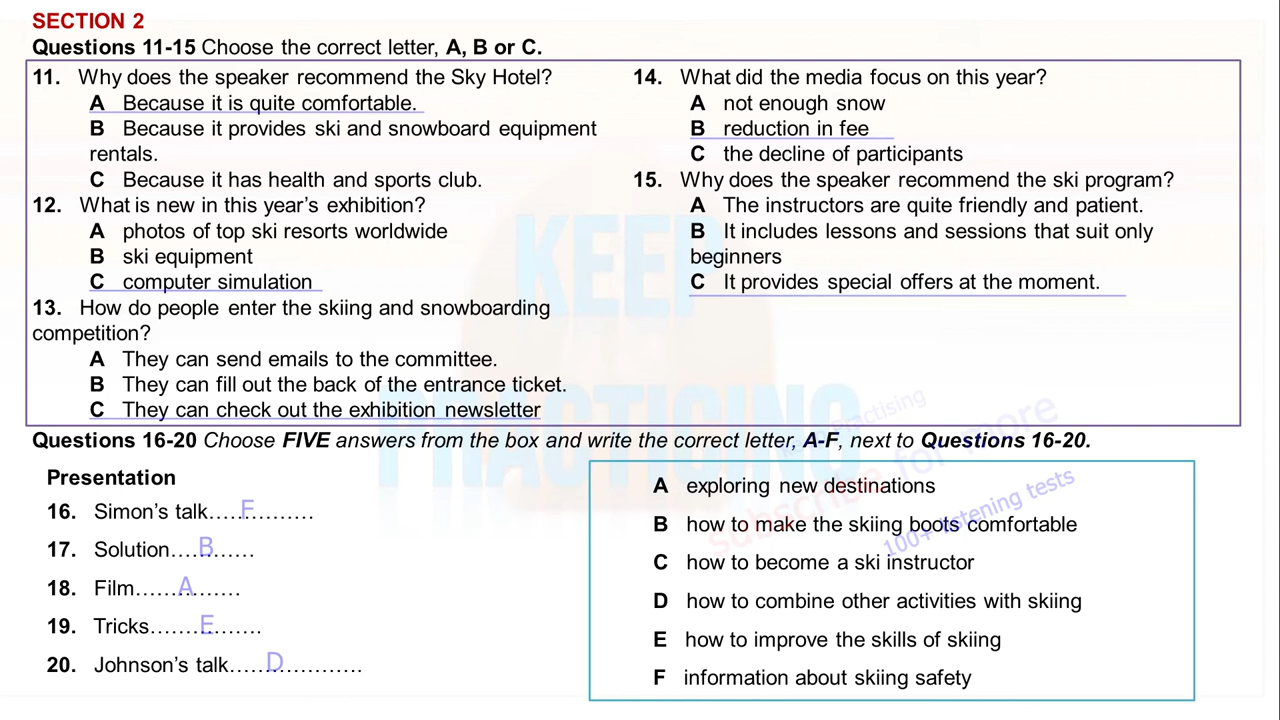 SECTION 2
Questions 11-15 Choose the correct letter, A, B or C.
11. Why does the speaker recommend the Sky Hotel?
A Because it is quite comfortable.
B Because it provides ski and snowboard equipment
rentals.
C Because it has health and sports club.
12. What is new in this year's exhibition?
A photos of top ski resorts worldwide
B ski equipment
C computer simulation
13. How do people enter the skiing and snowboarding
competition?
A They can send emails to the committee.
B They can fill out the back of the entrance ticket.
C They can check out the exhibition newsletter
14. What did the media focus on this year?
A not enough snow
B reduction in fee
C the decline of participants
15. Why does the speaker recommend the ski program?
A The instructors are quite friendly and patient.
B It includes lessons and sessions that suit only
beginners
C It provides special offers at the moment.
Questions 16-20 Choose FIVE answers from the box and write the correct letter, A-F, next to Questions 16-20.
Presentation
16. Simon's talk......F...............
17. Solution.....B.......
18. Film.......A........
19. Tricks........E........
20. Johnson's talk......D.............
A exploring new destinations
B how to make the skiing boots comfortable
C how to become a ski instructor
D how to combine other activities with skiing
E how to improve the skills of skiing
F information about skiing safety
KEEP
PRACTICING
Keep Practising
subscribe for more
100+ listening tests